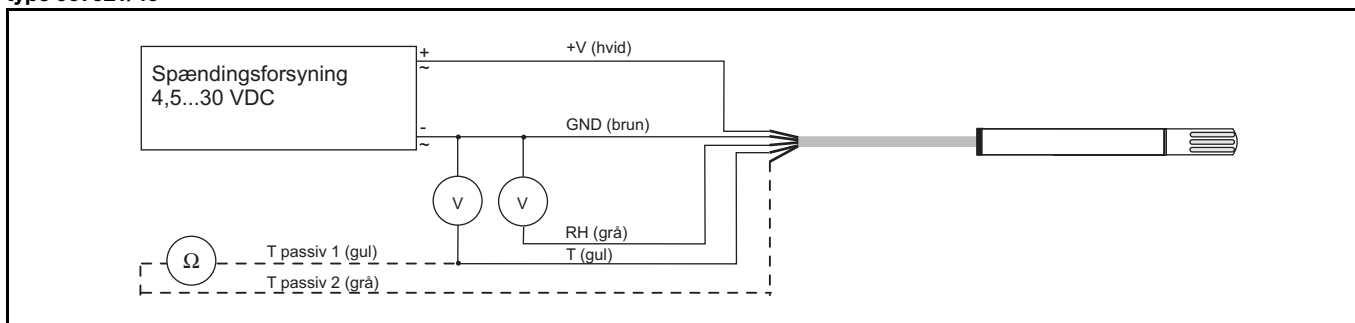 Spændingsforsyning
4,5...30 VDC
+
~
-
~
+V (hvid)
GND (brun)
V
V
RH (grå)
T (gul)
Ω
T passiv 1 (gul)
T passiv 2 (grå)